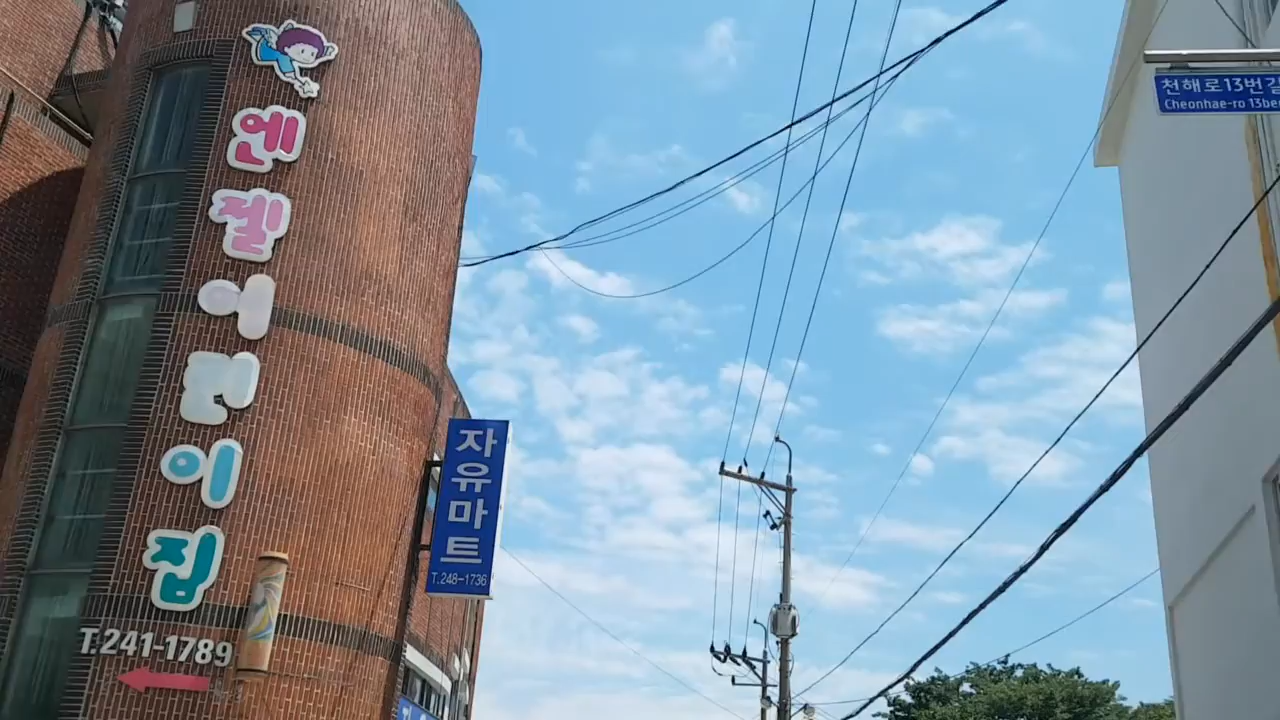 엔젤어린이집
T.241-1789
자유마트
T.248-1736
천해로13번길
Cheonhae-ro 13be